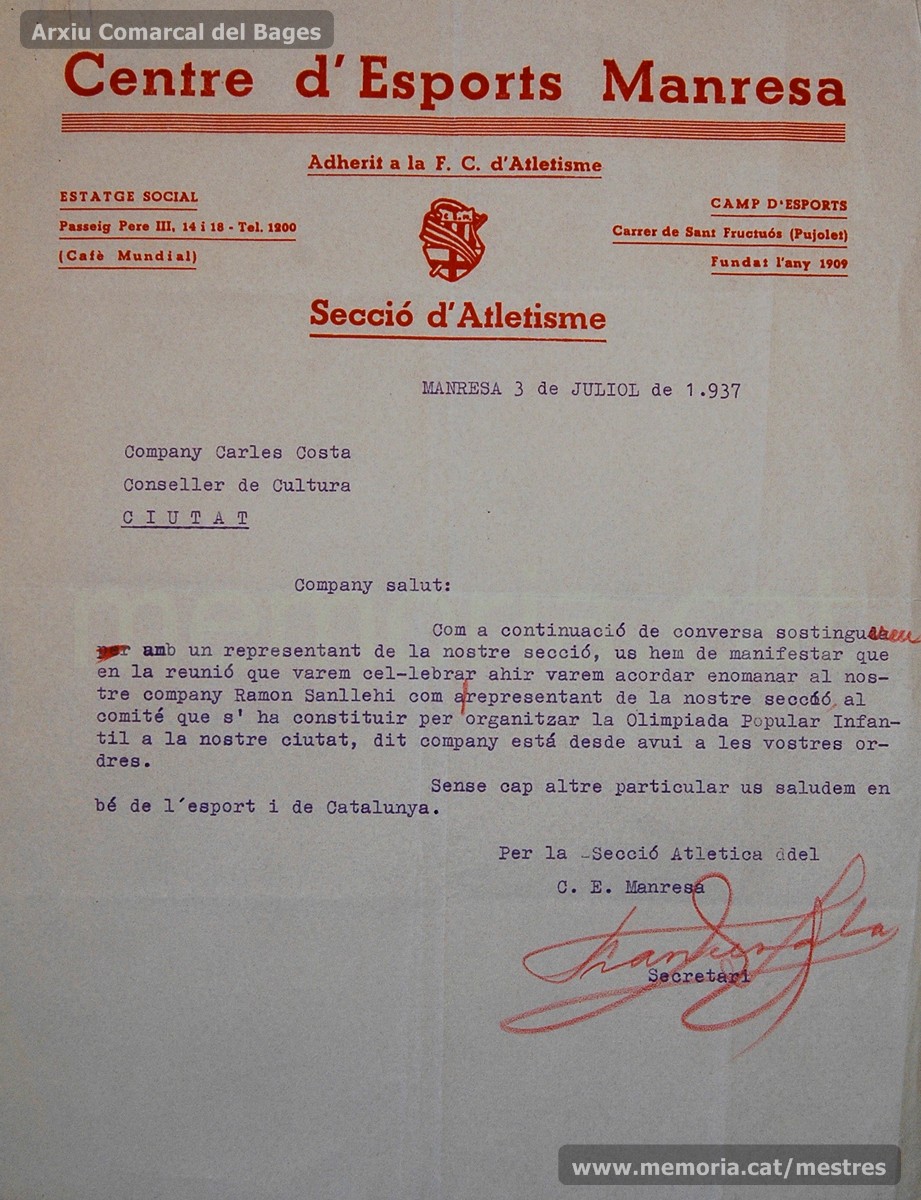 Arxiu Comarcal del Bages
Centre d'Esports Manresa
Adherit a la F. C. d'Atletisme
ESTATGE SOCIAL
Passeig Pere III, 14 i 18 - Tel. 1200
(Cafè Mundial)
C. E. M.
CAMP D'ESPORTS
Carrer de Sant Fructuós (Pujolet)
Fundat l'any 1909
Secció d'Atletisme
MANRESA 3 de JULIOL de 1.937
Company Carles Costa
Conseller de Cultura
C I U T A T
Company salut:
Com a continuació de conversa sostinguda
per amb un representant de la nostre secció, us hem de manifestar que
en la reunió que varem cel-lebrar ahir varem acordar enomanar al nos-
tre company Ramon Sanllehi com a representant de la nostre seccóó al
comité que s' ha constituir per organitzar la Olimpiada Popular Infan-
til a la nostre ciutat, dit company está desde avui a les vostres or-
dres.
Sense cap altre particular us saludem en
bé de l'esport i de Catalunya.
Per la -Secció Atletica ddel
C. E. Manresa
Secretari
www.memoria.cat/mestres